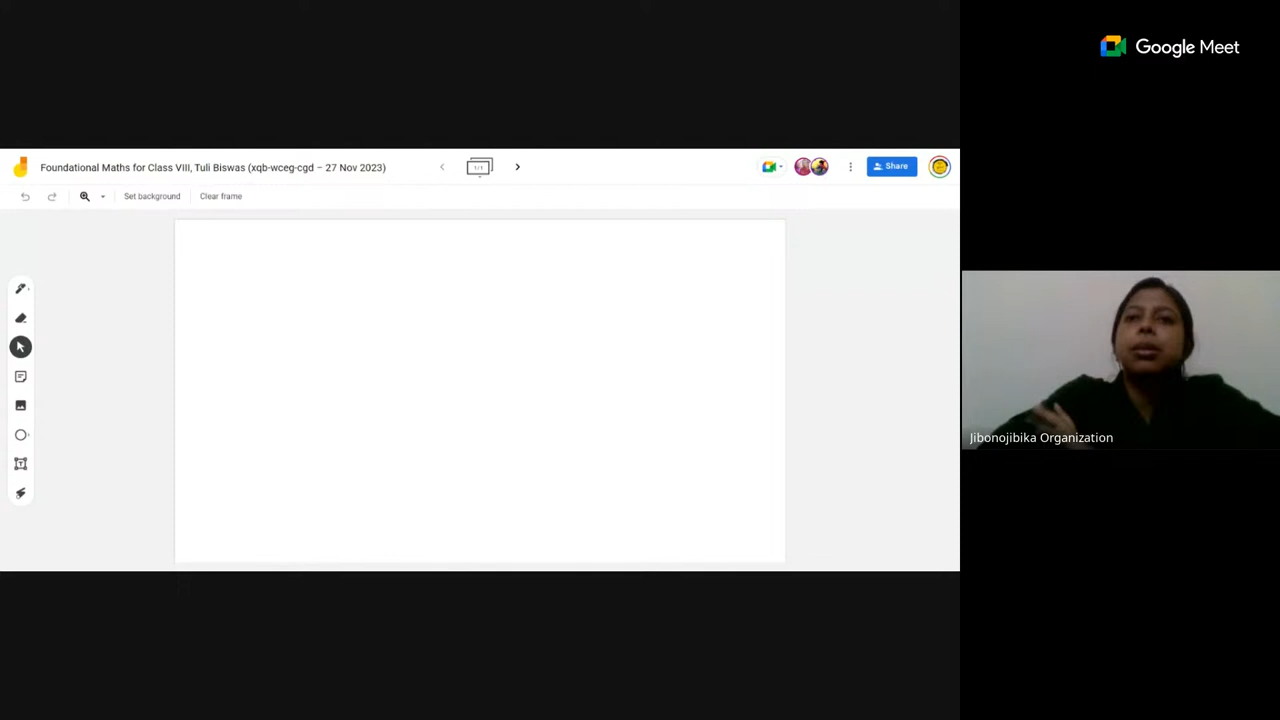 Google Meet
Foundational Maths for Class VIII, Tuli Biswas (xqb-wceg-cgd – 27 Nov 2023)
1/1
Share
Set background
Clear frame
Jibonojibika Organization